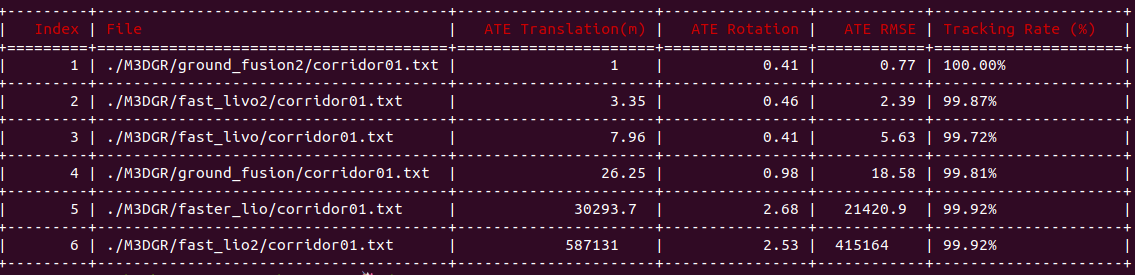 Index | File | ATE Translation(m) | ATE Rotation | ATE RMSE | Tracking Rate (%)
1 | ./M3DGR/ground_fusion2/corridor01.txt | 1 | 0.41 | 0.77 | 100.00%
2 | ./M3DGR/fast_livo2/corridor01.txt | 3.35 | 0.46 | 2.39 | 99.87%
3 | ./M3DGR/fast_livo/corridor01.txt | 7.96 | 0.41 | 5.63 | 99.72%
4 | ./M3DGR/ground_fusion/corridor01.txt | 26.25 | 0.98 | 18.58 | 99.81%
5 | ./M3DGR/faster_lio/corridor01.txt | 30293.7 | 2.68 | 21420.9 | 99.92%
6 | ./M3DGR/fast_lio2/corridor01.txt | 587131 | 2.53 | 415164 | 99.92%